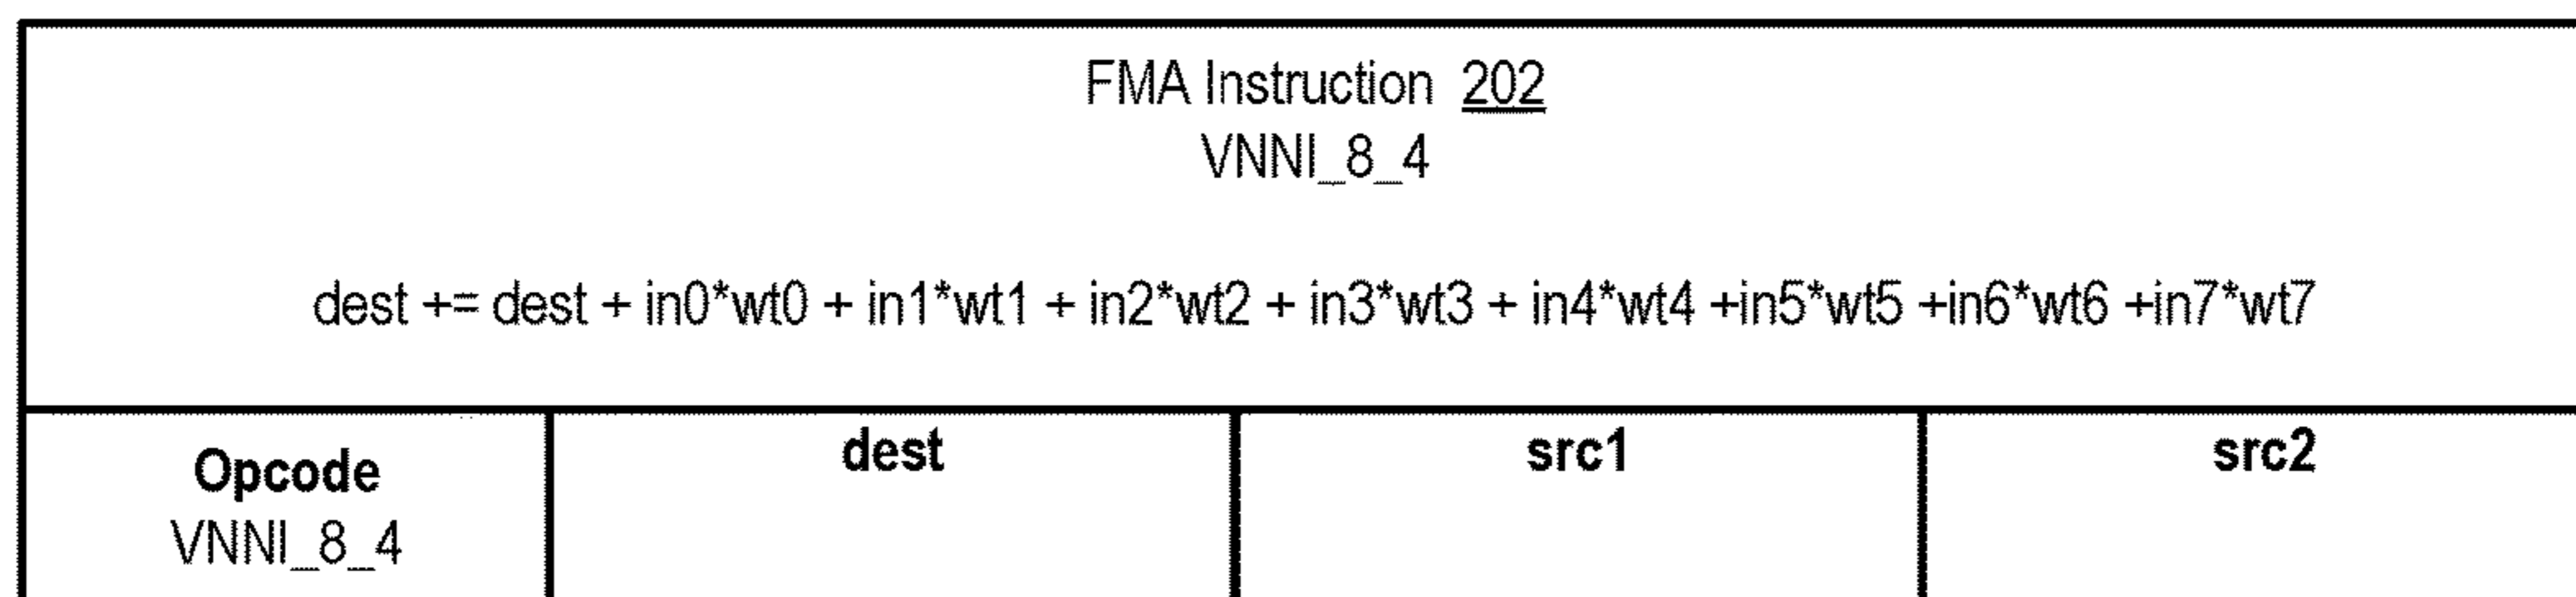 FMA Instruction 202
VNNI_8_4
dest += dest + in0*wt0 + in1*wt1 + in2*wt2 + in3*wt3 + in4*wt4 +in5*wt5 +in6*wt6 +in7*wt7
Opcode
VNNI_8_4
dest
src1
src2